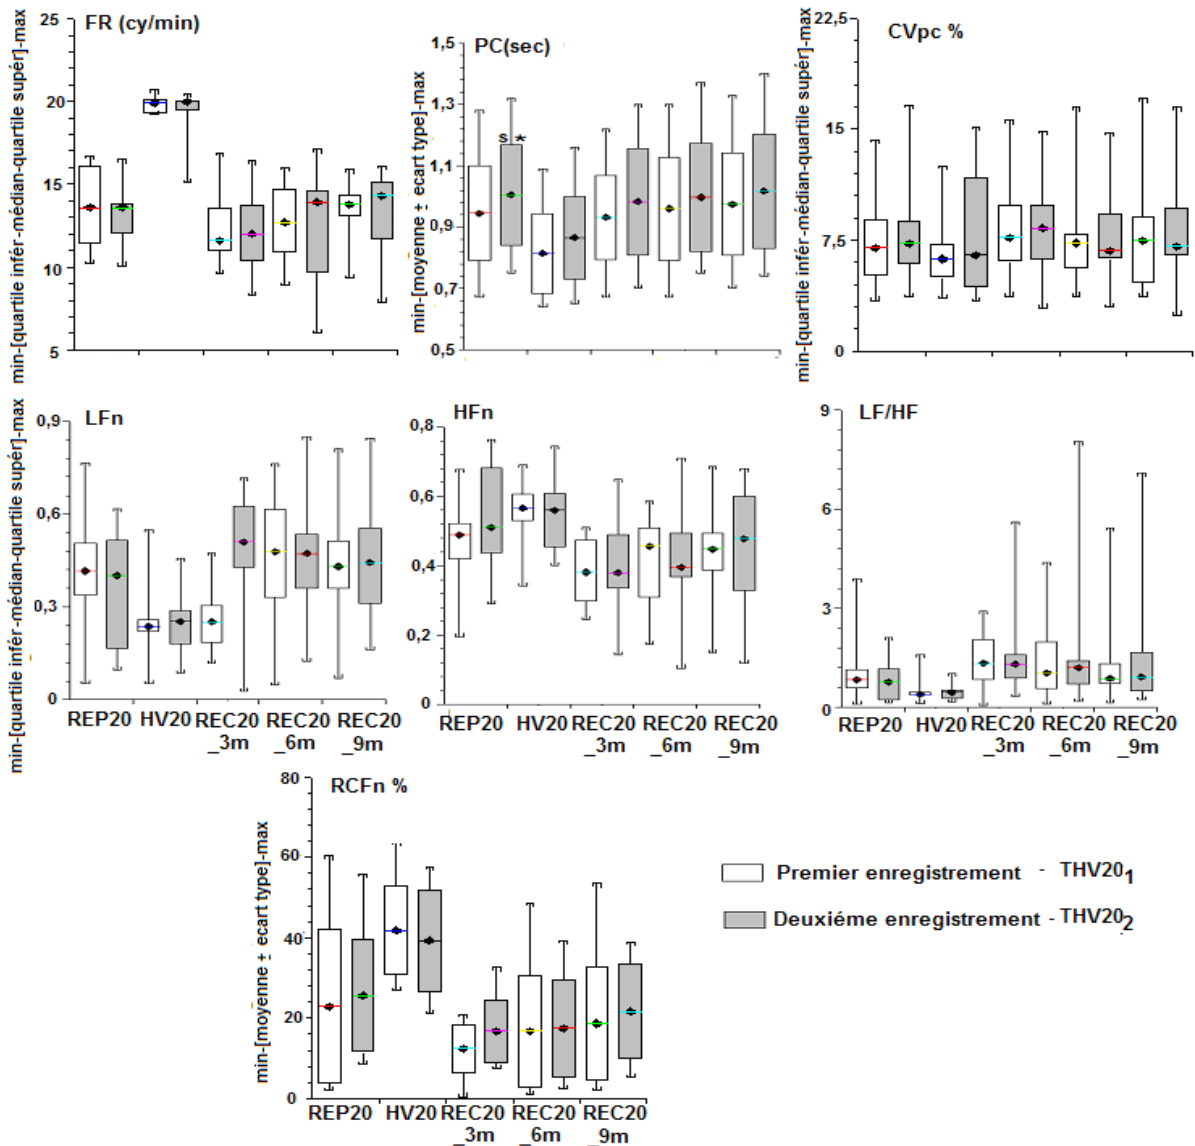 FR (cy/min)
25
20
15
10
5
min-[quartile infér-médian-quartile supér]-max
PC(sec)
1,5
1,3
1,1
0,9
0,7
0,5
min-[moyenne ± ecart type]-max
s *
CVpc %
22,5
15
7,5
0
min-[quartile infér-médian-quartile supér]-max
LFn
0,9
0,6
0,3
0
min-[quartile infér-médian-quartile supér]-max
REP20 HV20 REC20 REC20 REC20
_3m _6m _9m
HFn
0,8
0,6
0,4
0,2
0
REP20 HV20 REC20 REC20 REC20
_3m _6m _9m
LF/HF
9
6
3
0
REP20 HV20 REC20 REC20 REC20
_3m _6m _9m
RCFn %
80
60
40
20
0
min-[moyenne ± ecart type]-max
REP20 HV20 REC20 REC20 REC20
_3m _6m _9m
Premier enregistrement - THV20₁
Deuxiéme enregistrement - THV20₂